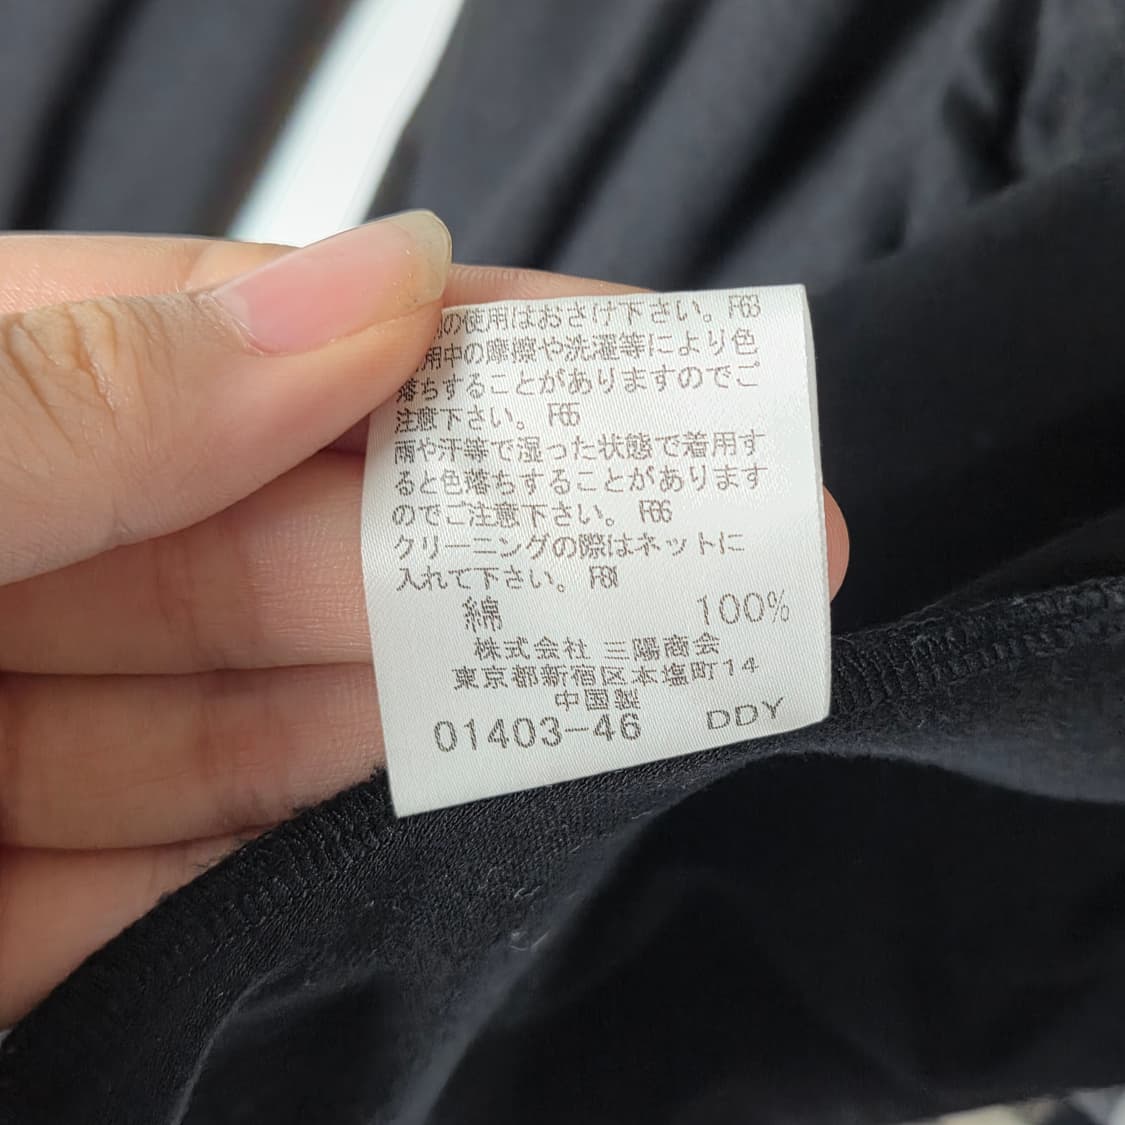 の使用はおさけ下さい。F63
用中の摩擦や洗濯等により色
落ちすることがありますのでご
注意下さい。F65
雨や汗等で湿った状態で着用す
ると色落ちすることがあります
のでご注意下さい。F66
クリーニングの際はネットに
入れて下さい。
綿 100%
株式会社 三陽商会
東京都新宿区本塩町14
中国製
01403-46 DDY